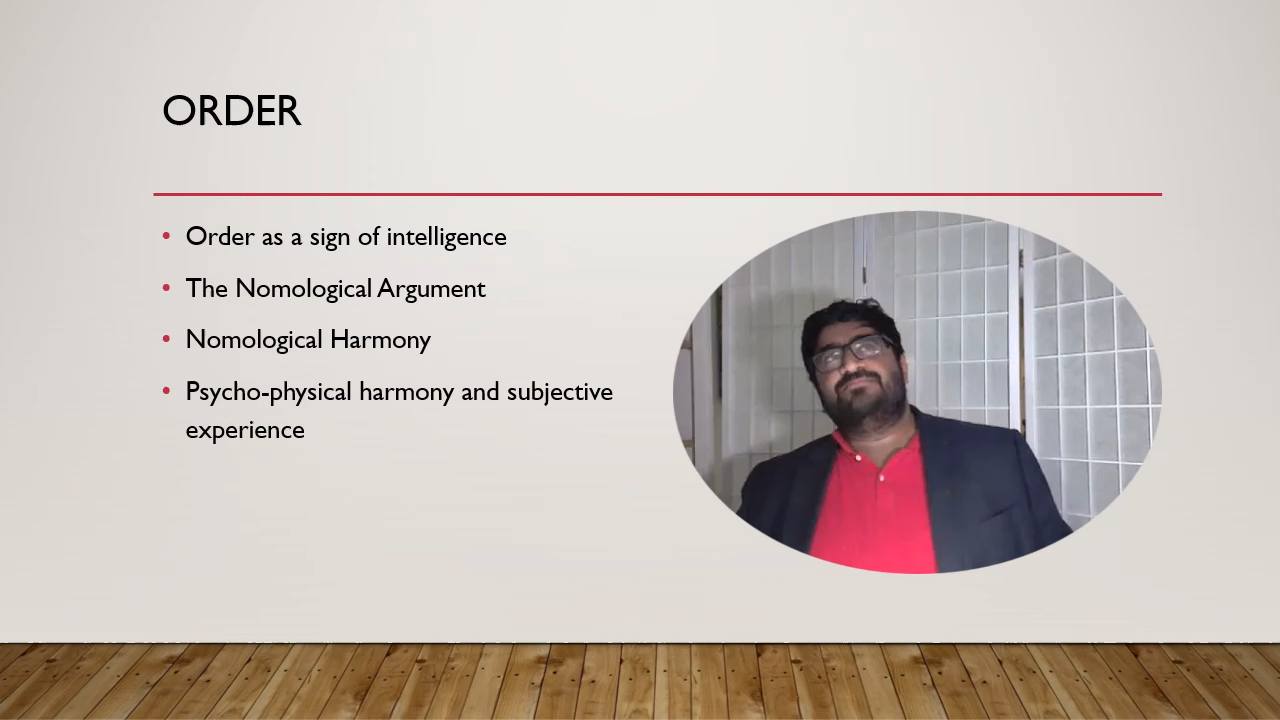 ORDER
• Order as a sign of intelligence
• The Nomological Argument
• Nomological Harmony
• Psycho-physical harmony and subjective
experience